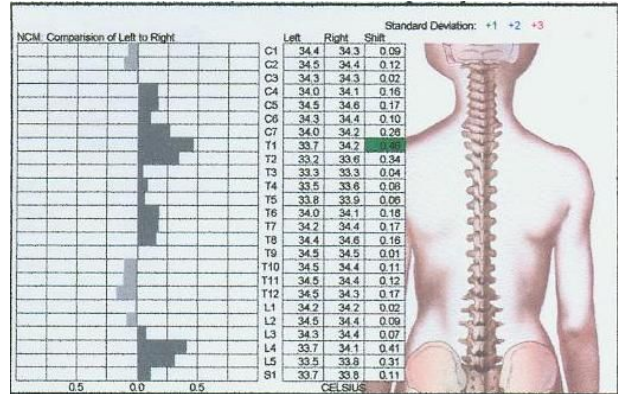 Standard Deviation: +1 +2 +3
NCM: Comparision of Left to Right Left Right Shift
C1 34.4 34.3 0.09
C2 34.5 34.4 0.12
C3 34.3 34.3 0.02
C4 34.0 34.1 0.16
C5 34.5 34.6 0.17
C6 34.3 34.4 0.10
C7 34.0 34.2 0.26
T1 33.7 34.2
T2 33.2 33.6 0.34
T3 33.3 33.3 0.04
T4 33.5 33.6 0.08
T5 33.8 33.9 0.06
T6 34.0 34.1 0.18
T7 34.2 34.4 0.17
T8 34.4 34.6 0.16
T9 34.5 34.5 0.01
T10 34.5 34.4 0.11
T11 34.5 34.4 0.12
T12 34.5 34.3 0.17
L1 34.2 34.2 0.02
L2 34.5 34.4 0.09
L3 34.3 34.4 0.07
L4 33.7 34.1 0.41
L5 33.5 33.8 0.31
S1 33.7 33.8 0.11
0.5 0.0 0.5 CELSIUS